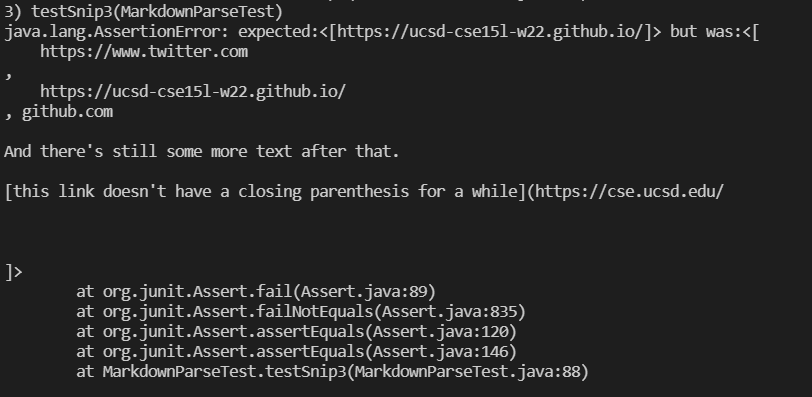 3) testSnip3(MarkdownParseTest)
java.lang.AssertionError: expected:<[https://ucsd-cse15l-w22.github.io/]> but was:<[
    https://www.twitter.com
,
    https://ucsd-cse15l-w22.github.io/
, github.com

And there's still some more text after that.

[this link doesn't have a closing parenthesis for a while](https://cse.ucsd.edu/



]>
        at org.junit.Assert.fail(Assert.java:89)
        at org.junit.Assert.failNotEquals(Assert.java:835)
        at org.junit.Assert.assertEquals(Assert.java:120)
        at org.junit.Assert.assertEquals(Assert.java:146)
        at MarkdownParseTest.testSnip3(MarkdownParseTest.java:88)